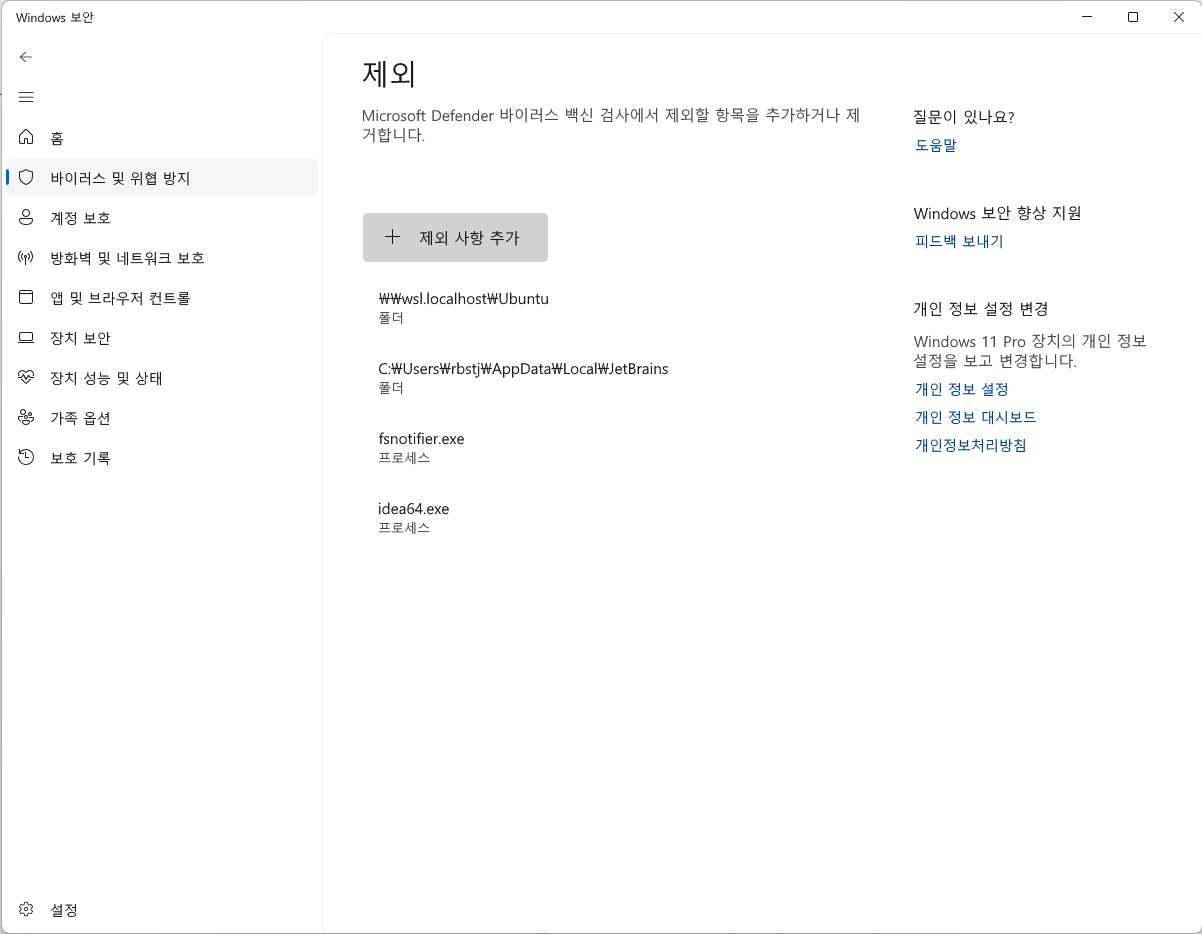 Windows 보안
홈
바이러스 및 위협 방지
계정 보호
방화벽 및 네트워크 보호
앱 및 브라우저 컨트롤
장치 보안
장치 성능 및 상태
가족 옵션
보호 기록
설정
제외
Microsoft Defender 바이러스 백신 검사에서 제외할 항목을 추가하거나 제
거합니다.
제외 사항 추가
₩₩wsl.localhost₩Ubuntu
폴더
C:₩Users₩rbstj₩AppData₩Local₩JetBrains
폴더
fsnotifier.exe
프로세스
idea64.exe
프로세스
질문이 있나요?
도움말
Windows 보안 향상 지원
피드백 보내기
개인 정보 설정 변경
Windows 11 Pro 장치의 개인 정보
설정을 보고 변경합니다.
개인 정보 설정
개인 정보 대시보드
개인정보처리방침